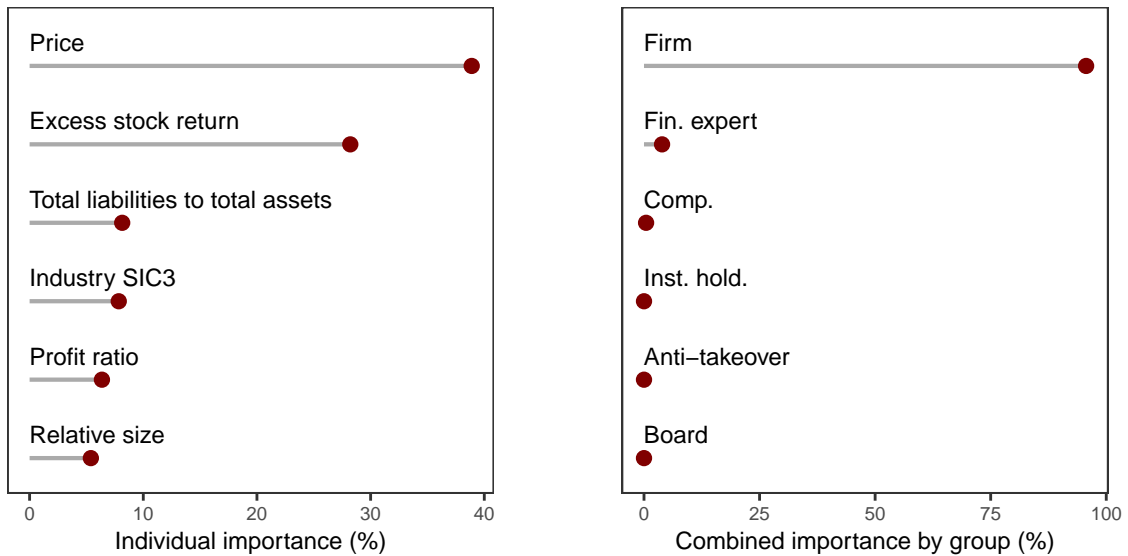 Price
Excess stock return
Total liabilities to total assets
Industry SIC3
Profit ratio
Relative size
0 10 20 30 40
Individual importance (%)
Firm
Fin. expert
Comp.
Inst. hold.
Anti−takeover
Board
0 25 50 75 100
Combined importance by group (%)